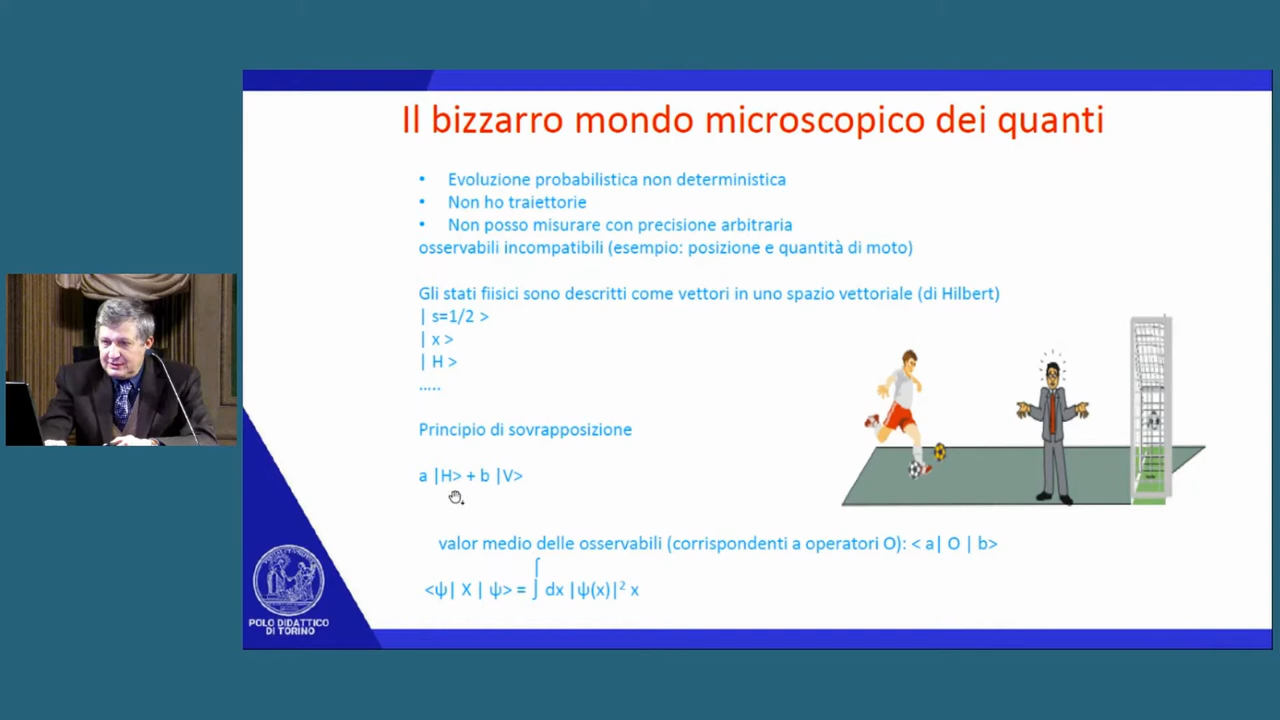 Il bizzarro mondo microscopico dei quanti
• Evoluzione probabilistica non deterministica
• Non ho traiettorie
• Non posso misurare con precisione arbitraria
osservabili incompatibili (esempio: posizione e quantità di moto)
Gli stati fiisici sono descritti come vettori in uno spazio vettoriale (di Hilbert)
| s=1/2 >
| x >
| H >
.....
Principio di sovrapposizione
a |H> + b |V>
valor medio delle osservabili (corrispondenti a operatori O): < a| O | b>
<ψ| X | ψ> = ∫ dx |ψ(x)|² x
POLO DIDATTICO
DI TORINO